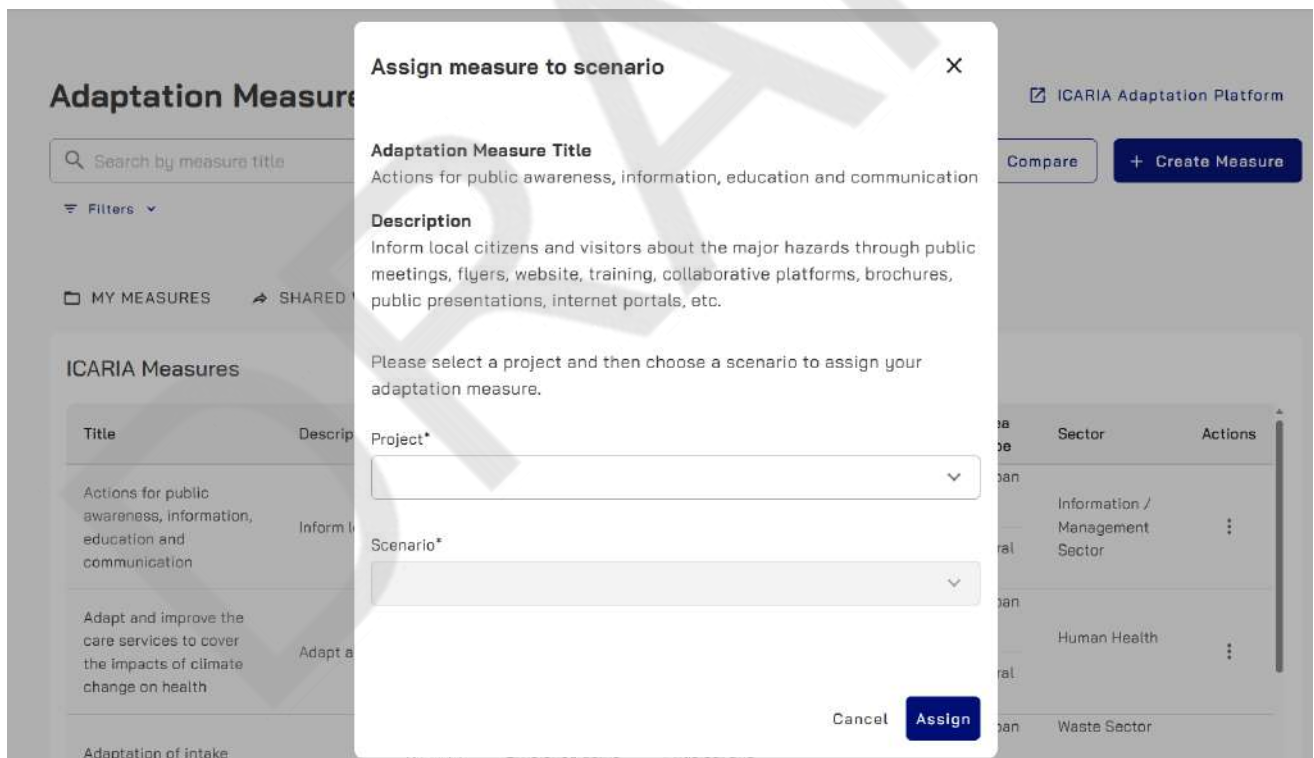 Assign measure to scenario
Adaptation Measure
ICARIA Adaptation Platform
Search by measure title
Compare
+ Create Measure
Filters
Adaptation Measure Title
Actions for public awareness, information, education and communication
Description
Inform local citizens and visitors about the major hazards through public
meetings, flyers, website, training, collaborative platforms, brochures,
public presentations, internet portals, etc.
MY MEASURES
SHARED
ICARIA Measures
Please select a project and then choose a scenario to assign your
adaptation measure.
Title
Descrip
Project*
Sector
Actions
Actions for public
awareness, information,
education and
communication
Inform l
Scenario*
Information /
Management
Sector
Adapt and improve the
care services to cover
the impacts of climate
change on health
Adapt a
Human Health
Cancel
Assign
Adaptation of intake
Waste Sector
DRA